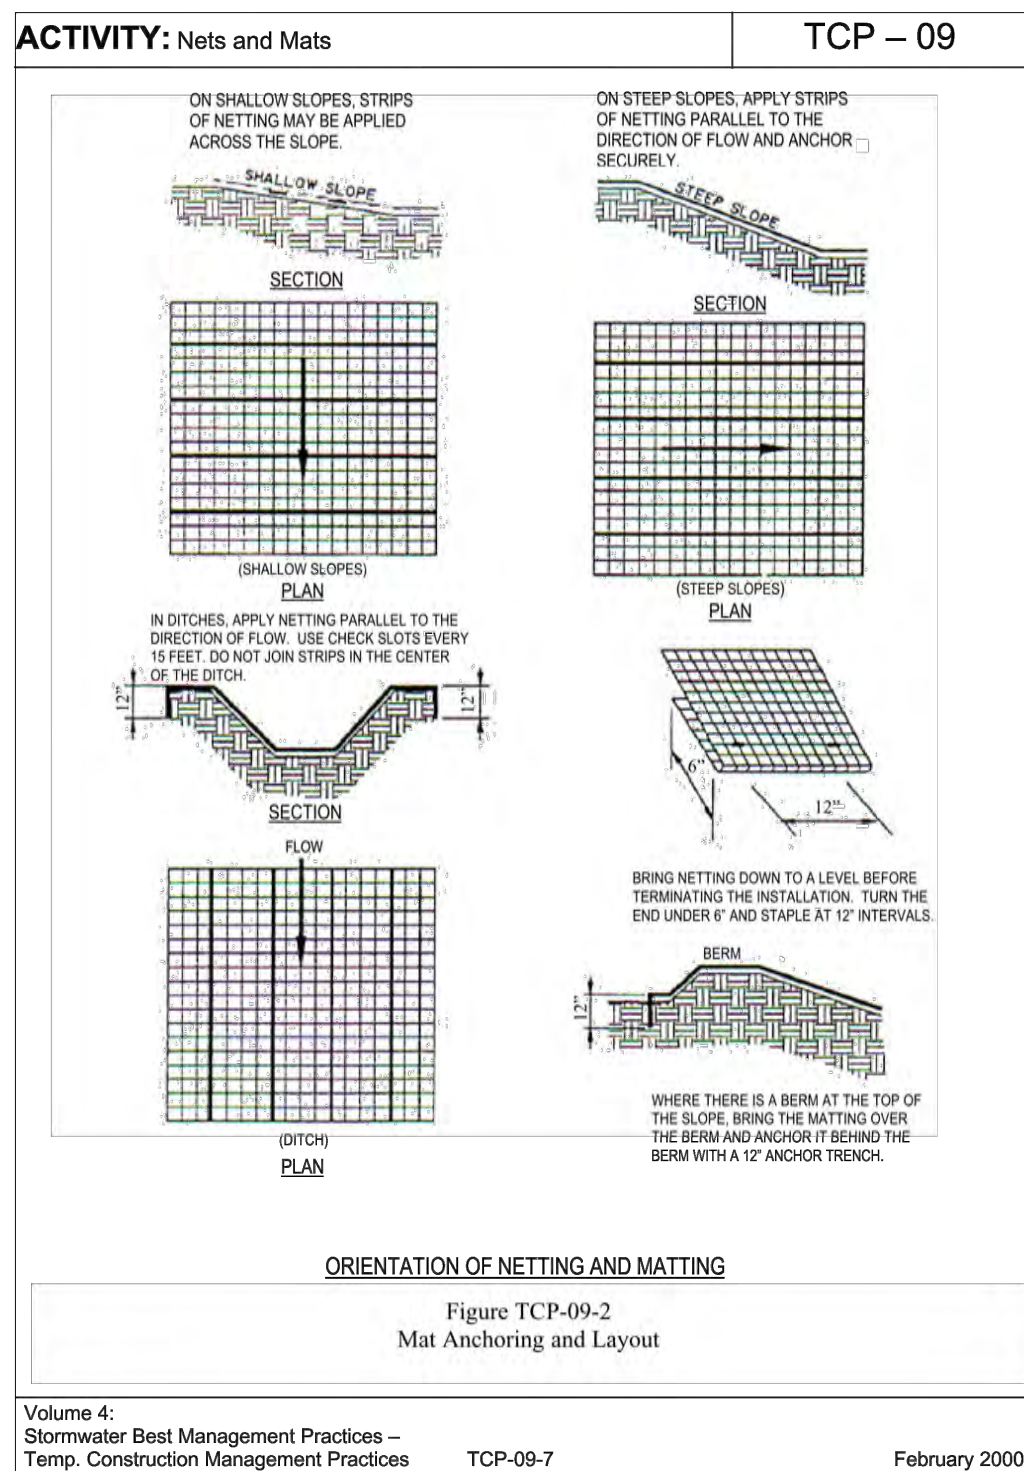 ACTIVITY: Nets and Mats
TCP – 09
ON SHALLOW SLOPES, STRIPS
OF NETTING MAY BE APPLIED
ACROSS THE SLOPE.
SHALLOW SLOPE
SECTION
(SHALLOW SLOPES)
PLAN
ON STEEP SLOPES, APPLY STRIPS
OF NETTING PARALLEL TO THE
DIRECTION OF FLOW AND ANCHOR
SECURELY.
STEEP SLOPE
SECTION
(STEEP SLOPES)
PLAN
IN DITCHES, APPLY NETTING PARALLEL TO THE
DIRECTION OF FLOW. USE CHECK SLOTS EVERY
15 FEET. DO NOT JOIN STRIPS IN THE CENTER
OF THE DITCH.
12"
12"
SECTION
FLOW
(DITCH)
PLAN
6"
12"
BRING NETTING DOWN TO A LEVEL BEFORE
TERMINATING THE INSTALLATION. TURN THE
END UNDER 6" AND STAPLE AT 12" INTERVALS.
BERM
12"
WHERE THERE IS A BERM AT THE TOP OF
THE SLOPE, BRING THE MATTING OVER
THE BERM AND ANCHOR IT BEHIND THE
BERM WITH A 12" ANCHOR TRENCH.
ORIENTATION OF NETTING AND MATTING
Figure TCP-09-2
Mat Anchoring and Layout
Volume 4:
Stormwater Best Management Practices –
Temp. Construction Management Practices
TCP-09-7
February 2000